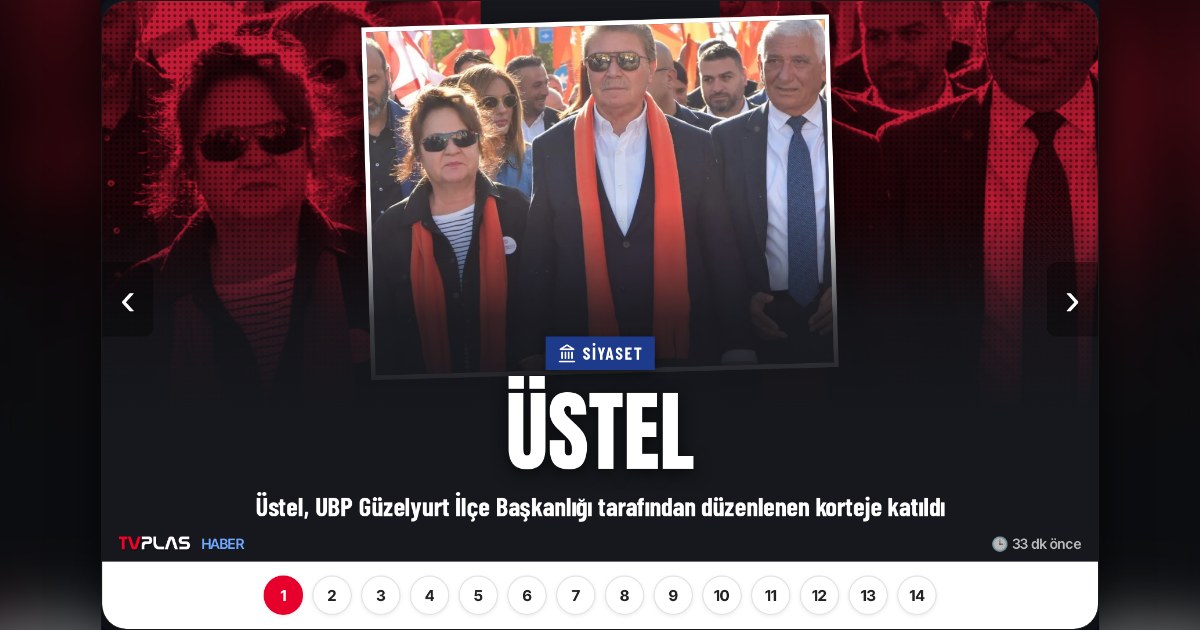 SİYASET
ÜSTEL
Üstel, UBP Güzelyurt İlçe Başkanlığı tarafından düzenlenen korteje katıldı
TVPLAS HABER
33 dk önce
1 2 3 4 5 6 7 8 9 10 11 12 13 14